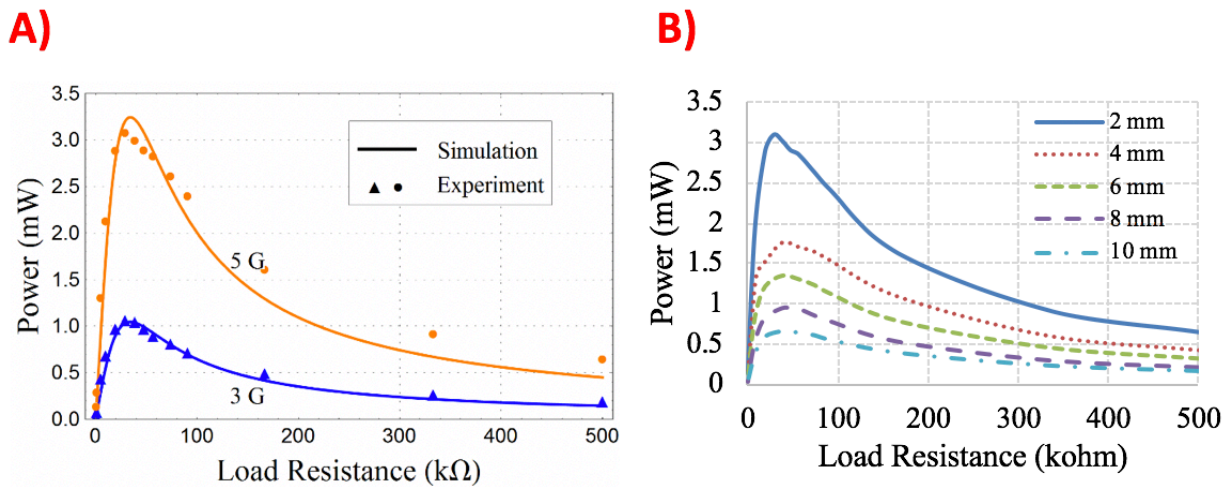 A)
B)
3.5
3.0
2.5
2.0
1.5
1.0
0.5
0.0
Power (mW)
Simulation
Experiment
5 G
3 G
0
100
200
300
400
500
Load Resistance (kΩ)
3.5
3
2.5
2
1.5
1
0.5
0
Power (mW)
2 mm
4 mm
6 mm
8 mm
10 mm
0
100
200
300
400
500
Load Resistance (kohm)